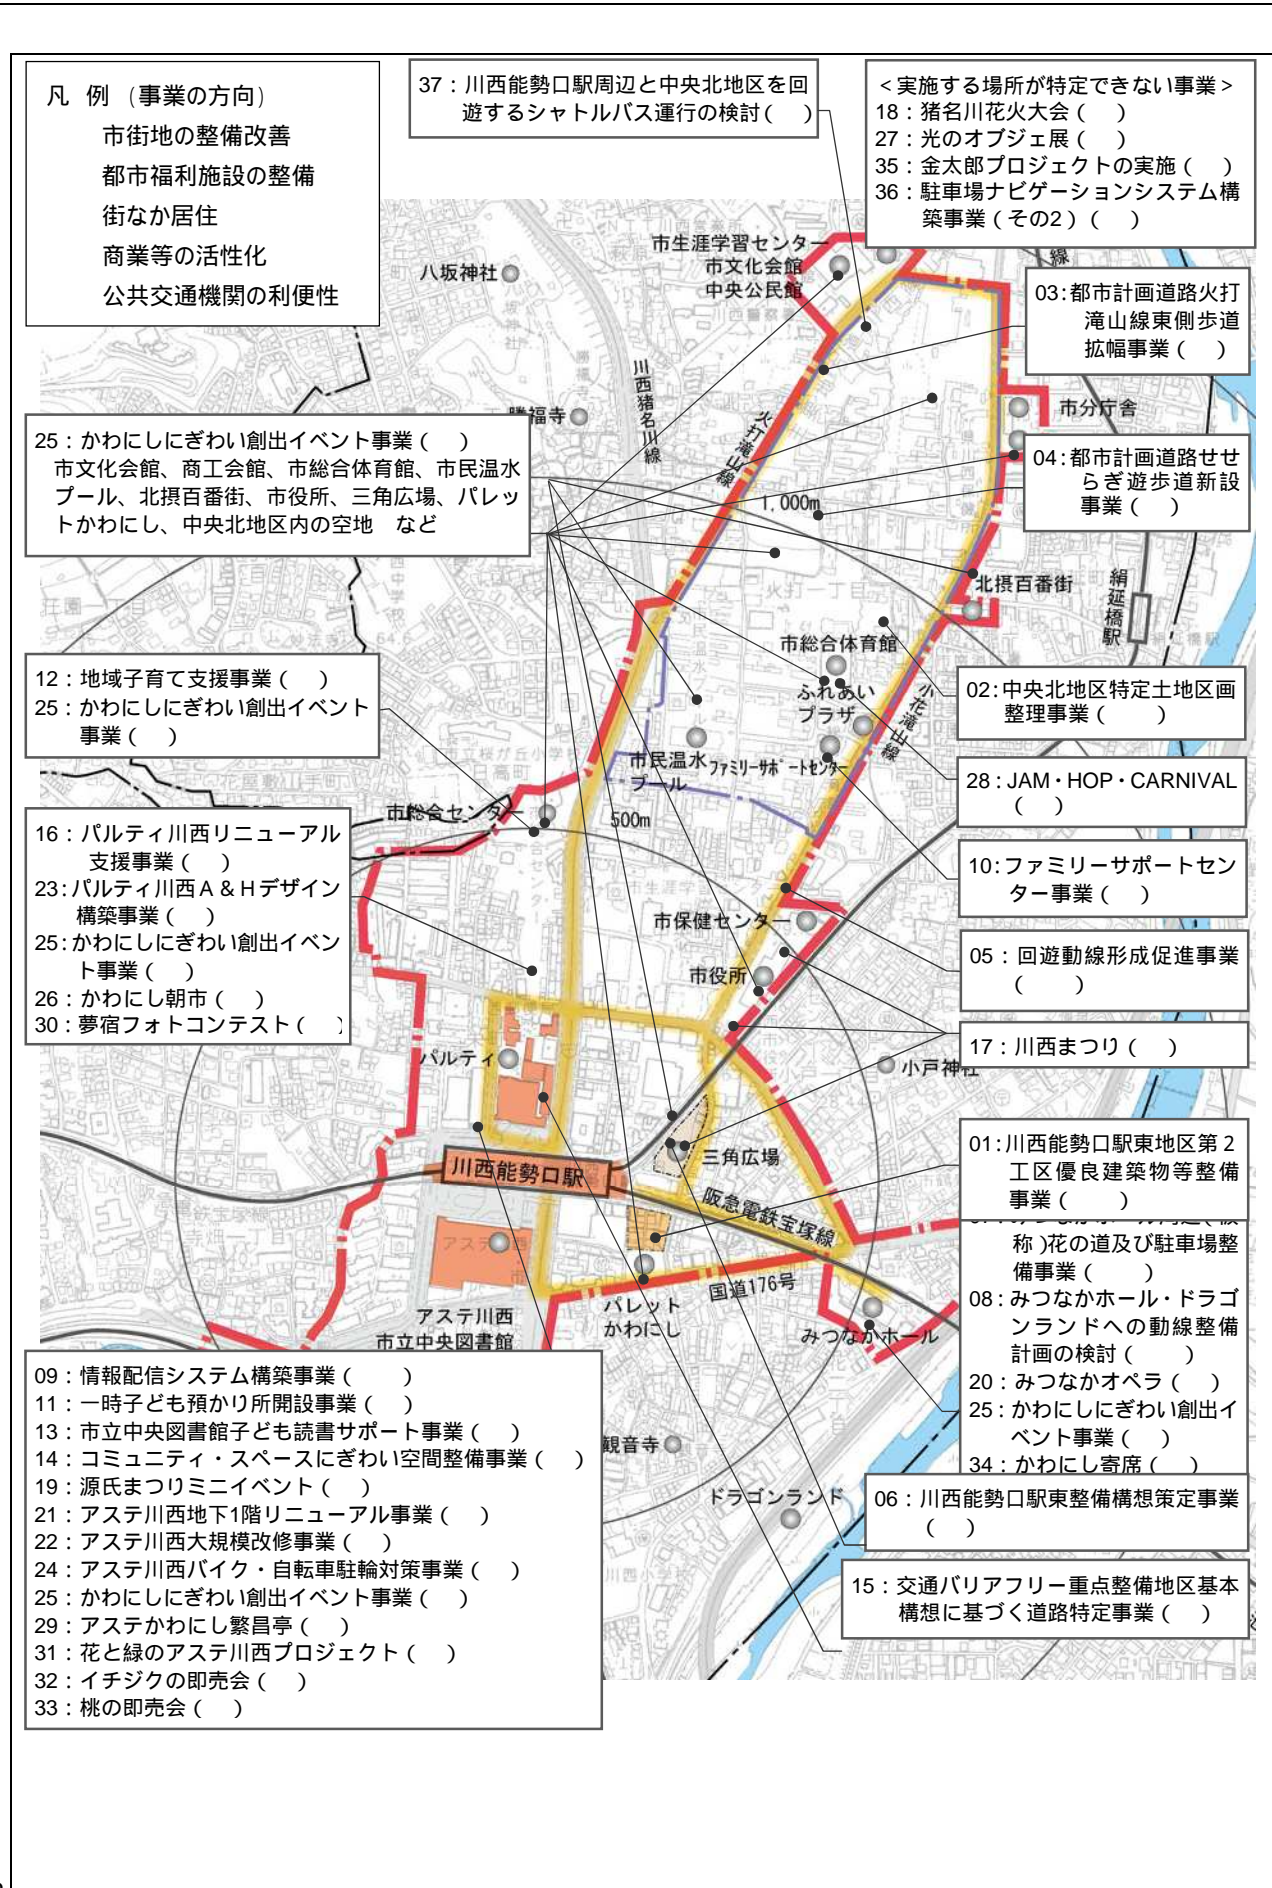 凡 例 (事業の方向)
市街地の整備改善
都市福利施設の整備
街なか居住
商業等の活性化
公共交通機関の利便性
37：川西能勢口駅周辺と中央北地区を回
遊するシャトルバス運行の検討（　）
＜実施する場所が特定できない事業＞
18：猪名川花火大会（　）
27：光のオブジェ展（　）
35：金太郎プロジェクトの実施（　）
36：駐車場ナビゲーションシステム構
築事業（その2）（　）
市生涯学習センター
市文化会館
中央公民館
八坂神社
線
03：都市計画道路火打
滝山線東側歩道
拡幅事業（　）
川西猪名川線
火打滝山線
勝福寺
市分庁舎
25：かわにしにぎわい創出イベント事業（　）
市文化会館、商工会館、市総合体育館、市民温水
プール、北摂百番街、市役所、三角広場、パレッ
トかわにし、中央北地区内の空地　など
04：都市計画道路せせ
らぎ遊歩道新設
事業（　）
1,000m
火打一丁目
北摂百番街
絹延橋駅
荘園一丁目
市総合体育館
ふれあい
プラザ
小花滝山線
12：地域子育て支援事業（　）
25：かわにしにぎわい創出イベント
事業（　）
02：中央北地区特定土地区画
整理事業（　　）
市民温水
プール
ファミリーサポートセンター
花屋敷山手町
日高町
28：JAM・HOP・CARNIVAL
（　）
市総合センター
500m
16：パルティ川西リニューアル
支援事業（　）
23：パルティ川西A＆Hデザイン
構築事業（　）
25：かわにしにぎわい創出イベン
ト事業（　）
26：かわにし朝市（　）
30：夢宿フォトコンテスト（　）
10：ファミリーサポートセン
ター事業（　）
市保健センター
市役所
05：回遊動線形成促進事業
（　　）
17：川西まつり（　）
パルティ
小戸神社
01：川西能勢口駅東地区第2
工区優良建築物等整備
事業（　　）
三角広場
川西能勢口駅
阪急電鉄宝塚線
称）花の道及び駐車場整
備事業（　　）
08：みつなかホール・ドラゴ
ンランドへの動線整備
計画の検討（　　）
20：みつなかオペラ（　）
25：かわにしにぎわい創出イ
ベント事業（　）
34：かわにし寄席（　）
国道176号
アステ川西
市立中央図書館
パレット
かわにし
みつなかホール
09：情報配信システム構築事業（　　）
11：一時子ども預かり所開設事業（　）
13：市立中央図書館子ども読書サポート事業（　）
14：コミュニティ・スペースにぎわい空間整備事業（　）
19：源氏まつりミニイベント（　）
21：アステ川西地下1階リニューアル事業（　）
22：アステ川西大規模改修事業（　）
24：アステ川西バイク・自転車駐輪対策事業（　）
25：かわにしにぎわい創出イベント事業（　）
29：アステかわにし繁昌亭（　）
31：花と緑のアステ川西プロジェクト（　）
32：イチジクの即売会（　）
33：桃の即売会（　）
観音寺
ドラゴンランド
06：川西能勢口駅東整備構想策定事業
（　）
15：交通バリアフリー重点整備地区基本
構想に基づく道路特定事業（　）